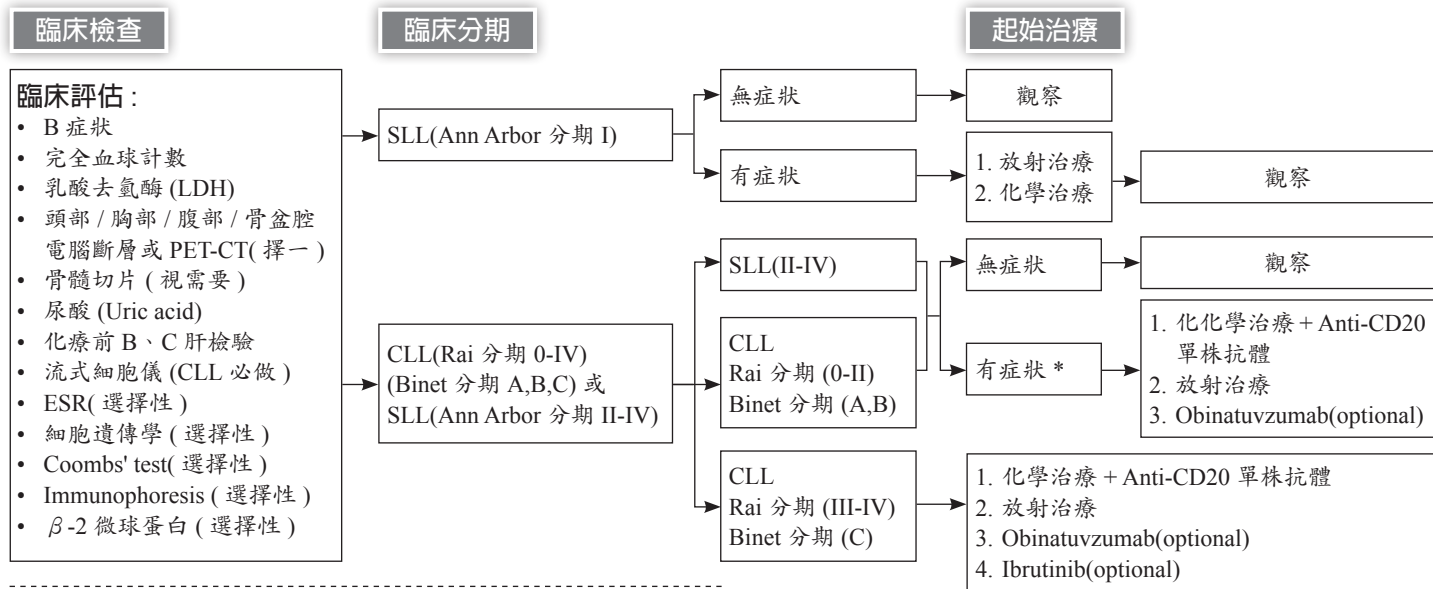 臨床檢查
臨床分期
起始治療
臨床評估 :
• B 症狀
• 完全血球計數
• 乳酸去氫酶 (LDH)
• 頭部 / 胸部 / 腹部 / 骨盆腔
電腦斷層或 PET-CT( 擇一 )
• 骨髓切片 ( 視需要 )
• 尿酸 (Uric acid)
• 化療前 B、C 肝檢驗
• 流式細胞儀 (CLL 必做 )
• ESR( 選擇性 )
• 細胞遺傳學 ( 選擇性 )
• Coombs' test( 選擇性 )
• Immunophoresis ( 選擇性 )
• β-2 微球蛋白 ( 選擇性 )
SLL(Ann Arbor 分期 I)
無症狀
觀察
有症狀
1. 放射治療
2. 化學治療
觀察
CLL(Rai 分期 0-IV)
(Binet 分期 A,B,C) 或
SLL(Ann Arbor 分期 II-IV)
SLL(II-IV)
CLL
Rai 分期 (0-II)
Binet 分期 (A,B)
無症狀
觀察
有症狀 *
1. 化化學治療 + Anti-CD20
單株抗體
2. 放射治療
3. Obinatuvzumab(optional)
CLL
Rai 分期 (III-IV)
Binet 分期 (C)
1. 化學治療 + Anti-CD20 單株抗體
2. 放射治療
3. Obinatuvzumab(optional)
4. Ibrutinib(optional)